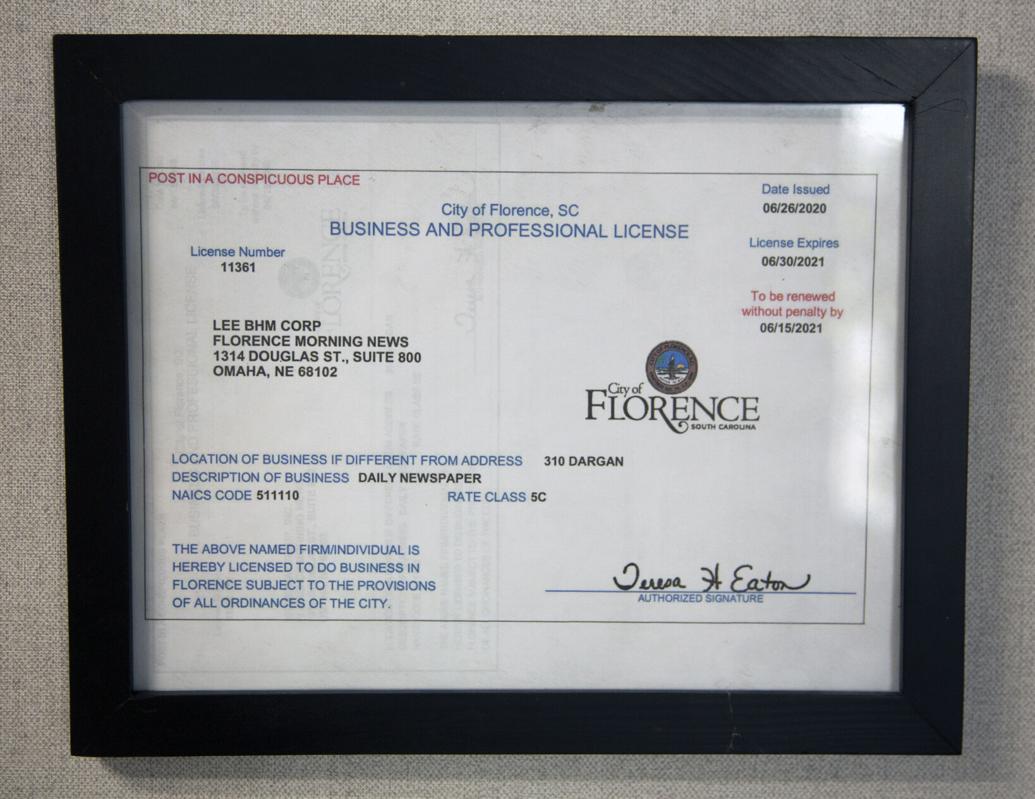 POST IN A CONSPICUOUS PLACE
City of Florence, SC
BUSINESS AND PROFESSIONAL LICENSE
Date Issued
06/26/2020
License Number
11361
License Expires
06/30/2021
To be renewed
without penalty by
06/15/2021
LEE BHM CORP
FLORENCE MORNING NEWS
1314 DOUGLAS ST., SUITE 800
OMAHA, NE 68102
City of
FLORENCE
SOUTH CAROLINA
LOCATION OF BUSINESS IF DIFFERENT FROM ADDRESS 310 DARGAN
DESCRIPTION OF BUSINESS DAILY NEWSPAPER
NAICS CODE 511110 RATE CLASS 5C
THE ABOVE NAMED FIRM/INDIVIDUAL IS
HEREBY LICENSED TO DO BUSINESS IN
FLORENCE SUBJECT TO THE PROVISIONS
OF ALL ORDINANCES OF THE CITY.
Teresa H Eaton
AUTHORIZED SIGNATURE